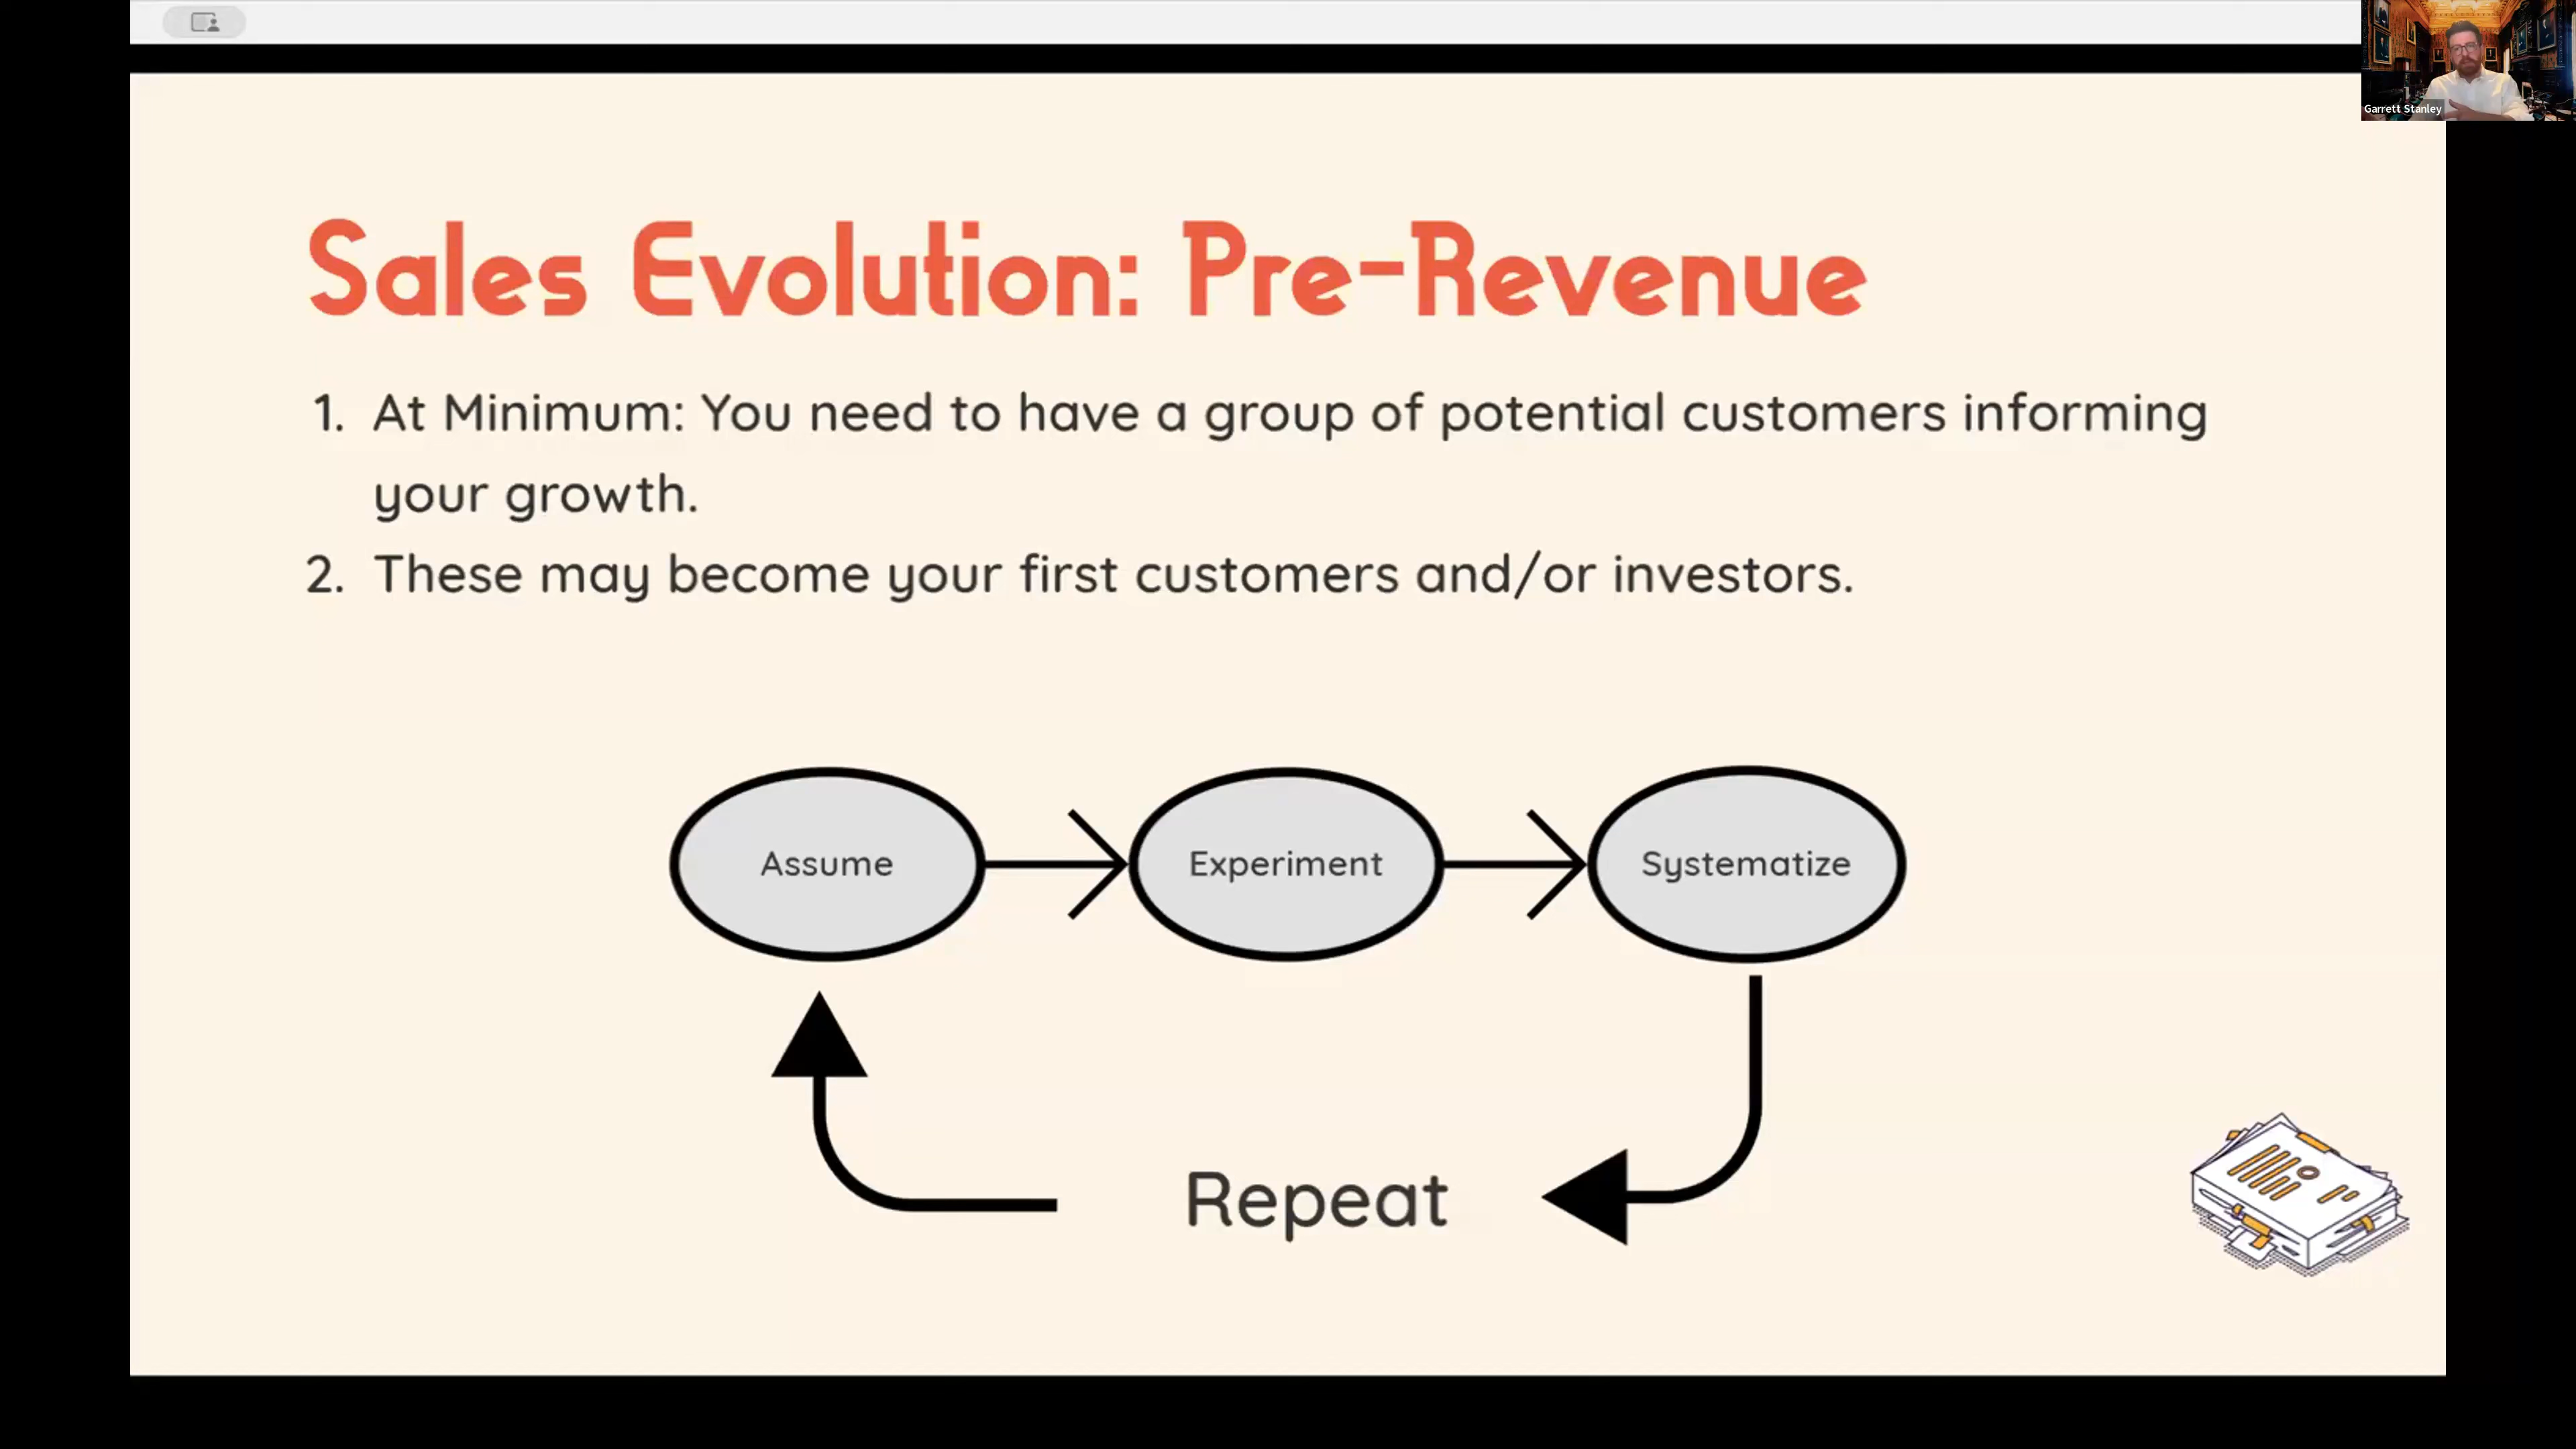 Garrett Stanley
Sales Evolution: Pre-Revenue
1. At Minimum: You need to have a group of potential customers informing
your growth.
2. These may become your first customers and/or investors.
Assume
Experiment
Systematize
Repeat